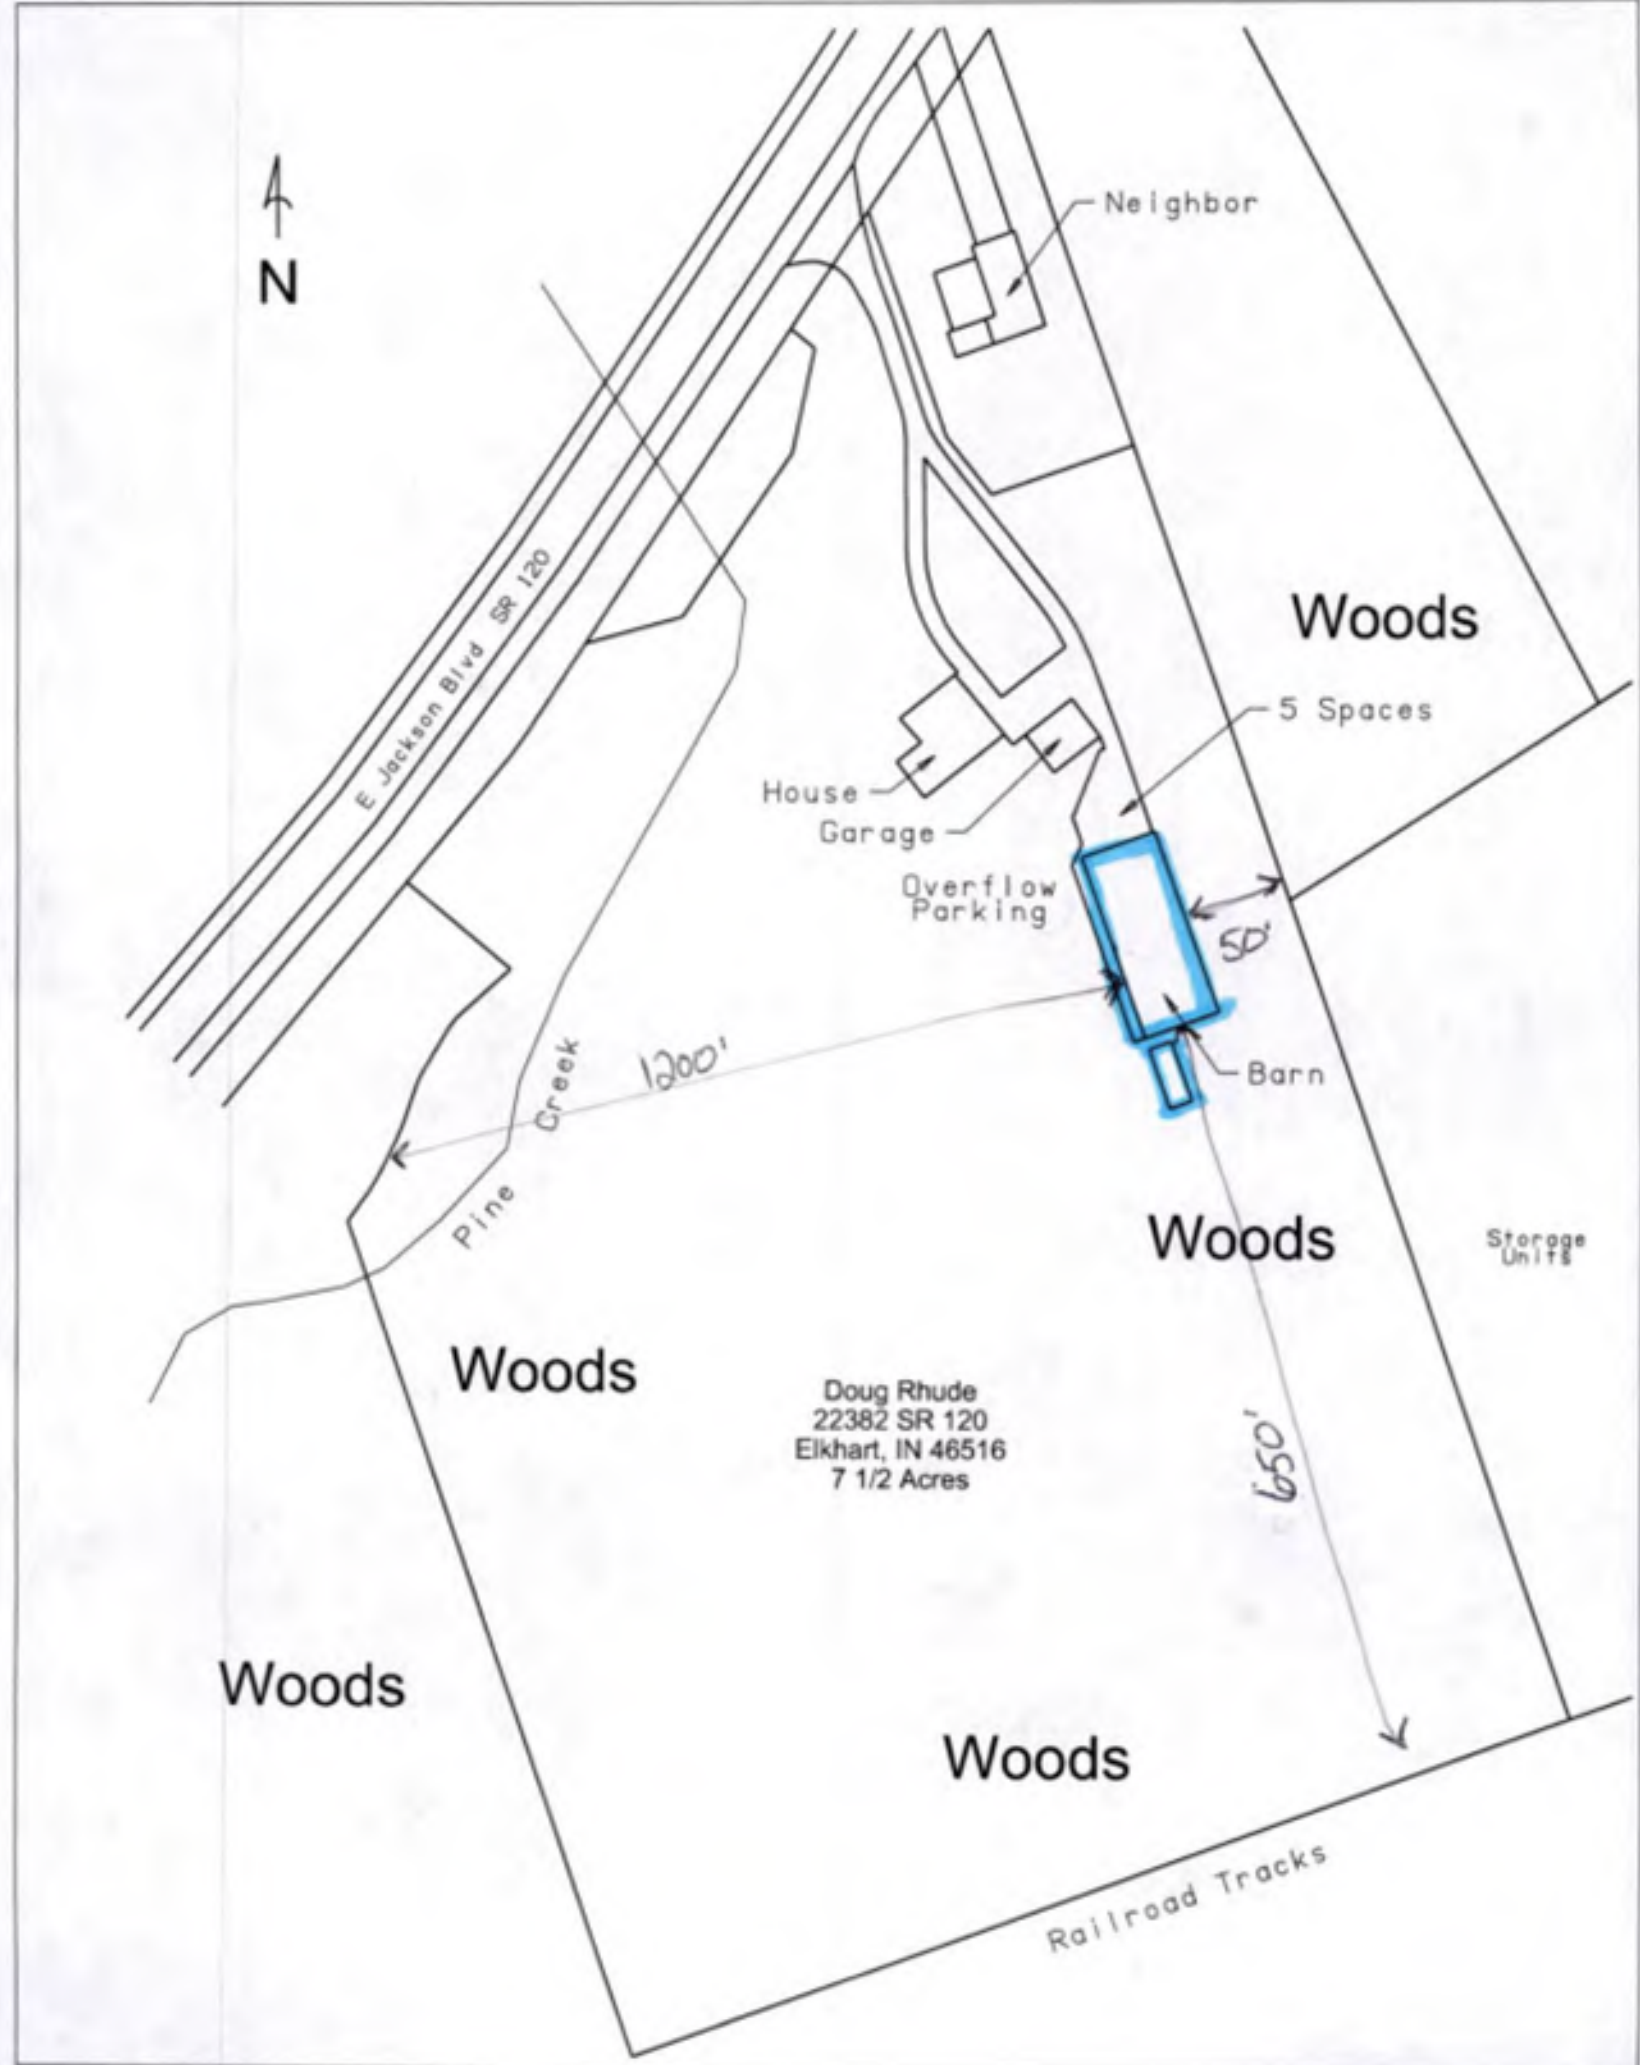 N
Neighbor
E Jackson Blvd SR 120
Woods
5 Spaces
House
Garage
Overflow
Parking
50'
1200'
Creek
Pine
Barn
Woods
Storage
Units
Woods
Doug Rhude
22382 SR 120
Elkhart, IN 46516
7 1/2 Acres
650'
Woods
Woods
Railroad Tracks